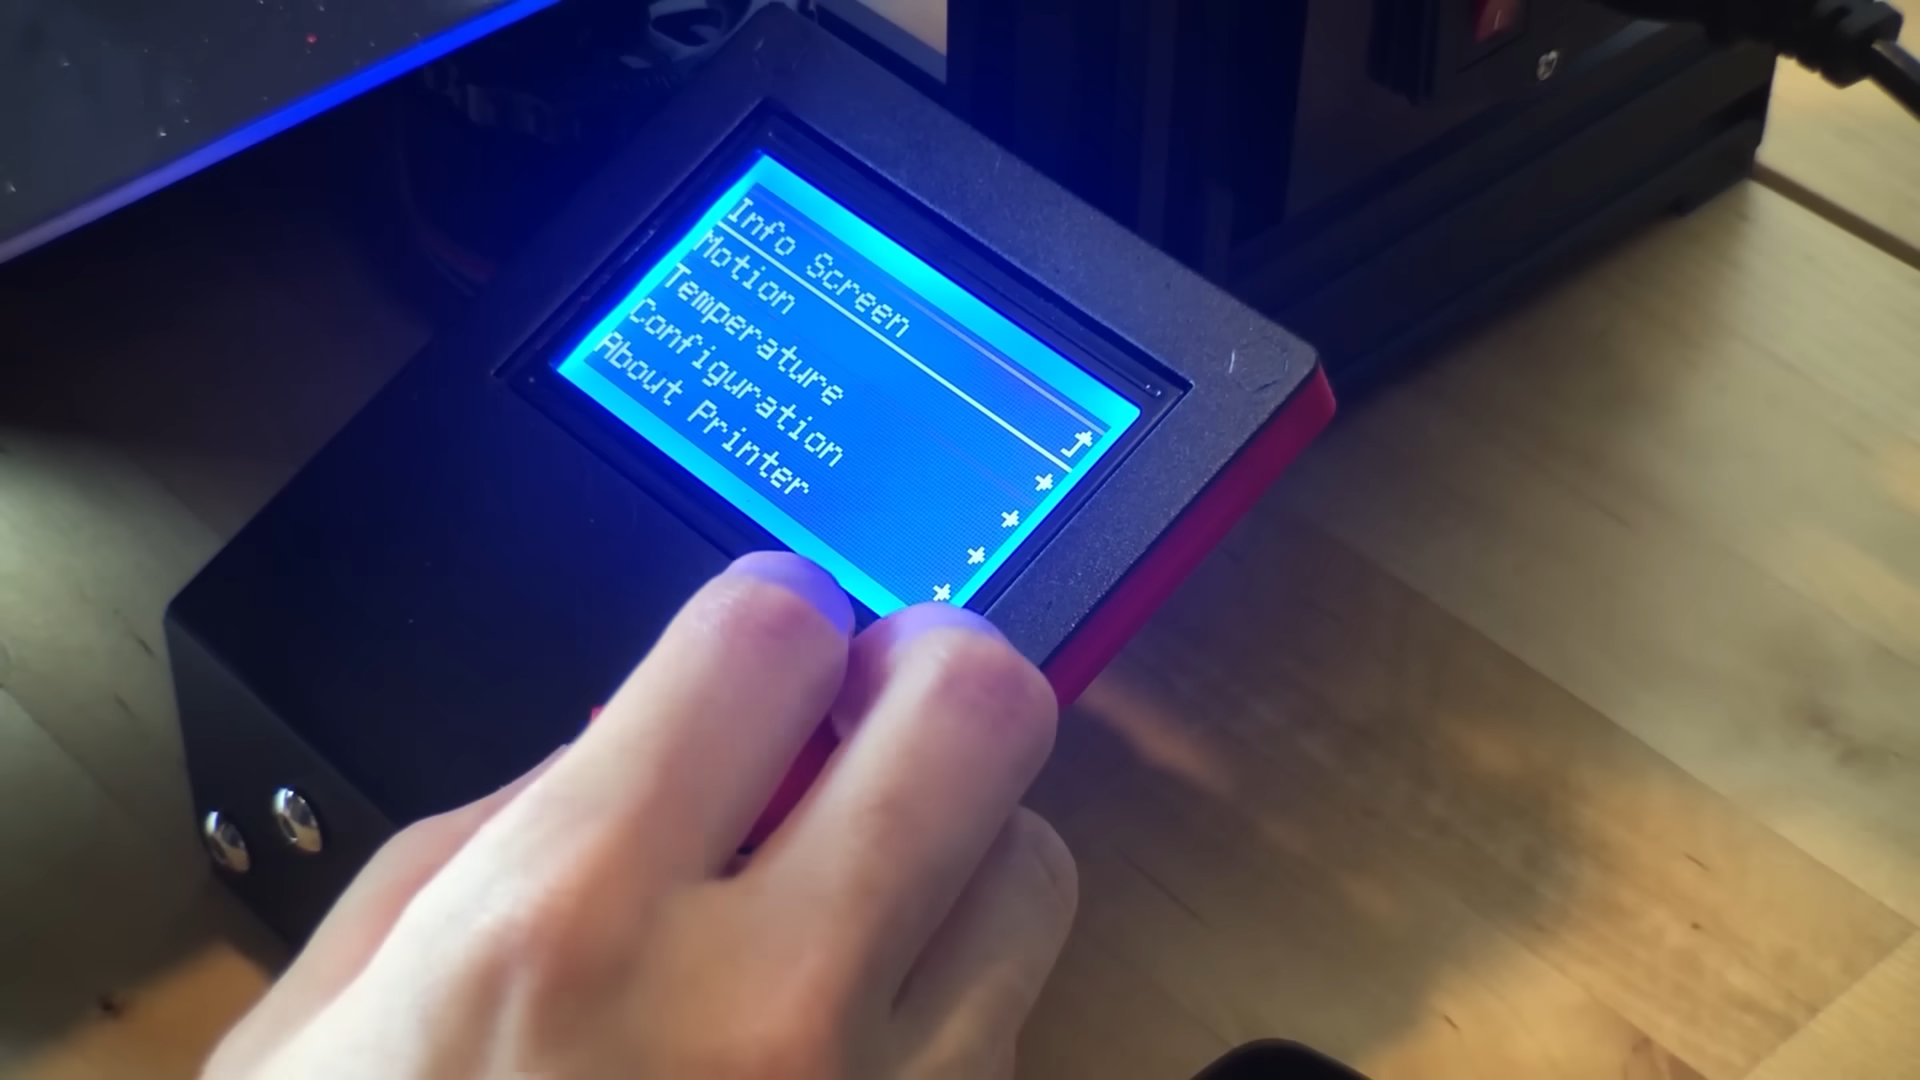 Info Screen
Motion
Temperature
Configuration
About Printer